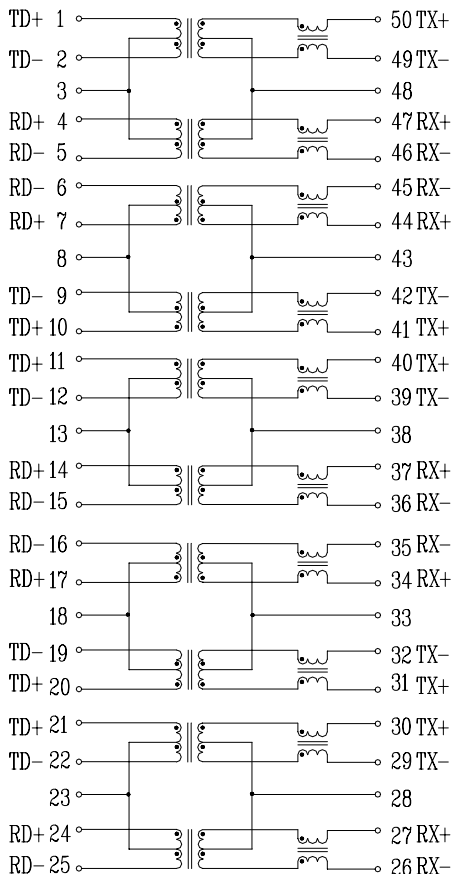 TD+ 1 50 TX+
TD- 2 49 TX-
3 48
RD+ 4 47 RX+
RD- 5 46 RX-
RD- 6 45 RX-
RD+ 7 44 RX+
8 43
TD- 9 42 TX-
TD+ 10 41 TX+
TD+ 11 40 TX+
TD- 12 39 TX-
13 38
RD+ 14 37 RX+
RD- 15 36 RX-
RD- 16 35 RX-
RD+ 17 34 RX+
18 33
TD- 19 32 TX-
TD+ 20 31 TX+
TD+ 21 30 TX+
TD- 22 29 TX-
23 28
RD+ 24 27 RX+
RD- 25 26 RX-